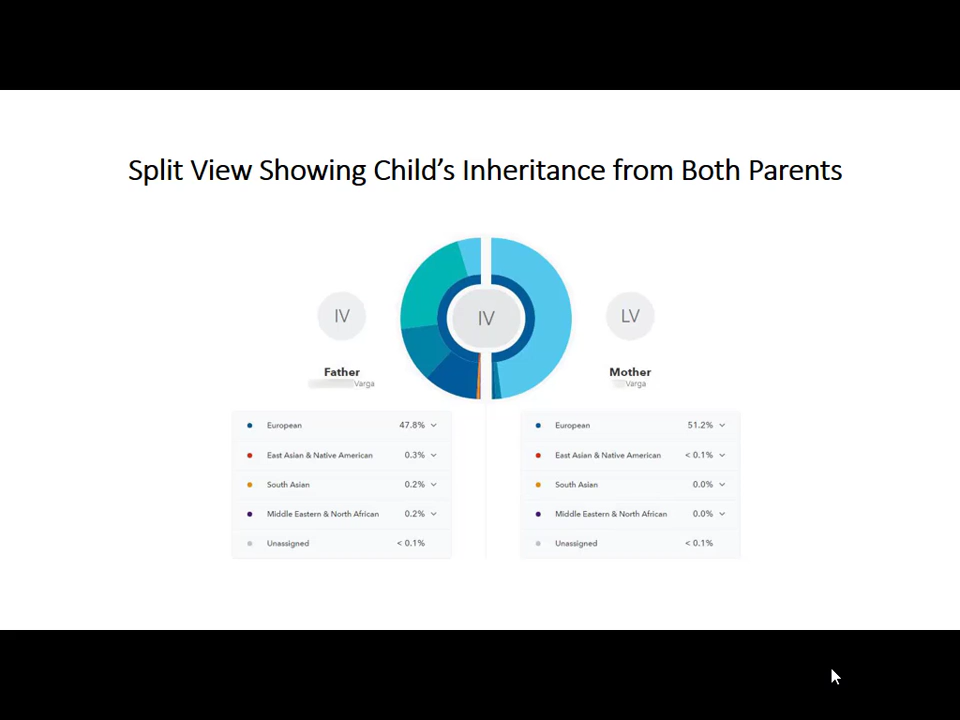 Split View Showing Child's Inheritance from Both Parents
IV
IV
LV
Father
Varga
Mother
Varga
European 47.8%
East Asian & Native American 0.3%
South Asian 0.2%
Middle Eastern & North African 0.2%
Unassigned < 0.1%
European 51.2%
East Asian & Native American < 0.1%
South Asian 0.0%
Middle Eastern & North African 0.0%
Unassigned < 0.1%